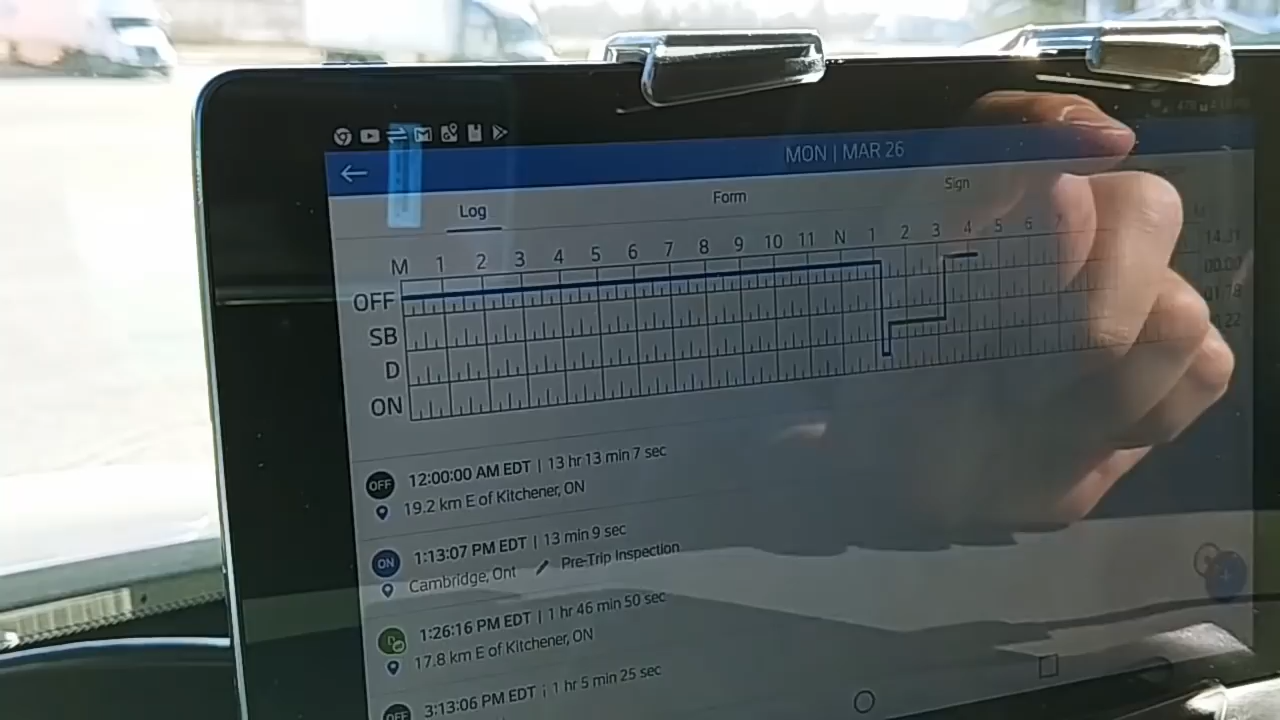 MON | MAR 26
Log Form Sign
M 1 2 3 4 5 6 7 8 9 10 11 N 1 2 3 4 5 6 7
OFF
SB
D
ON
OFF 12:00:00 AM EDT | 13 hr 13 min 7 sec
19.2 km E of Kitchener, ON
ON 1:13:07 PM EDT | 13 min 9 sec
Cambridge, Ont Pre-Trip Inspection
D 1:26:16 PM EDT | 1 hr 46 min 50 sec
17.8 km E of Kitchener, ON
OFF 3:13:06 PM EDT | 1 hr 5 min 25 sec